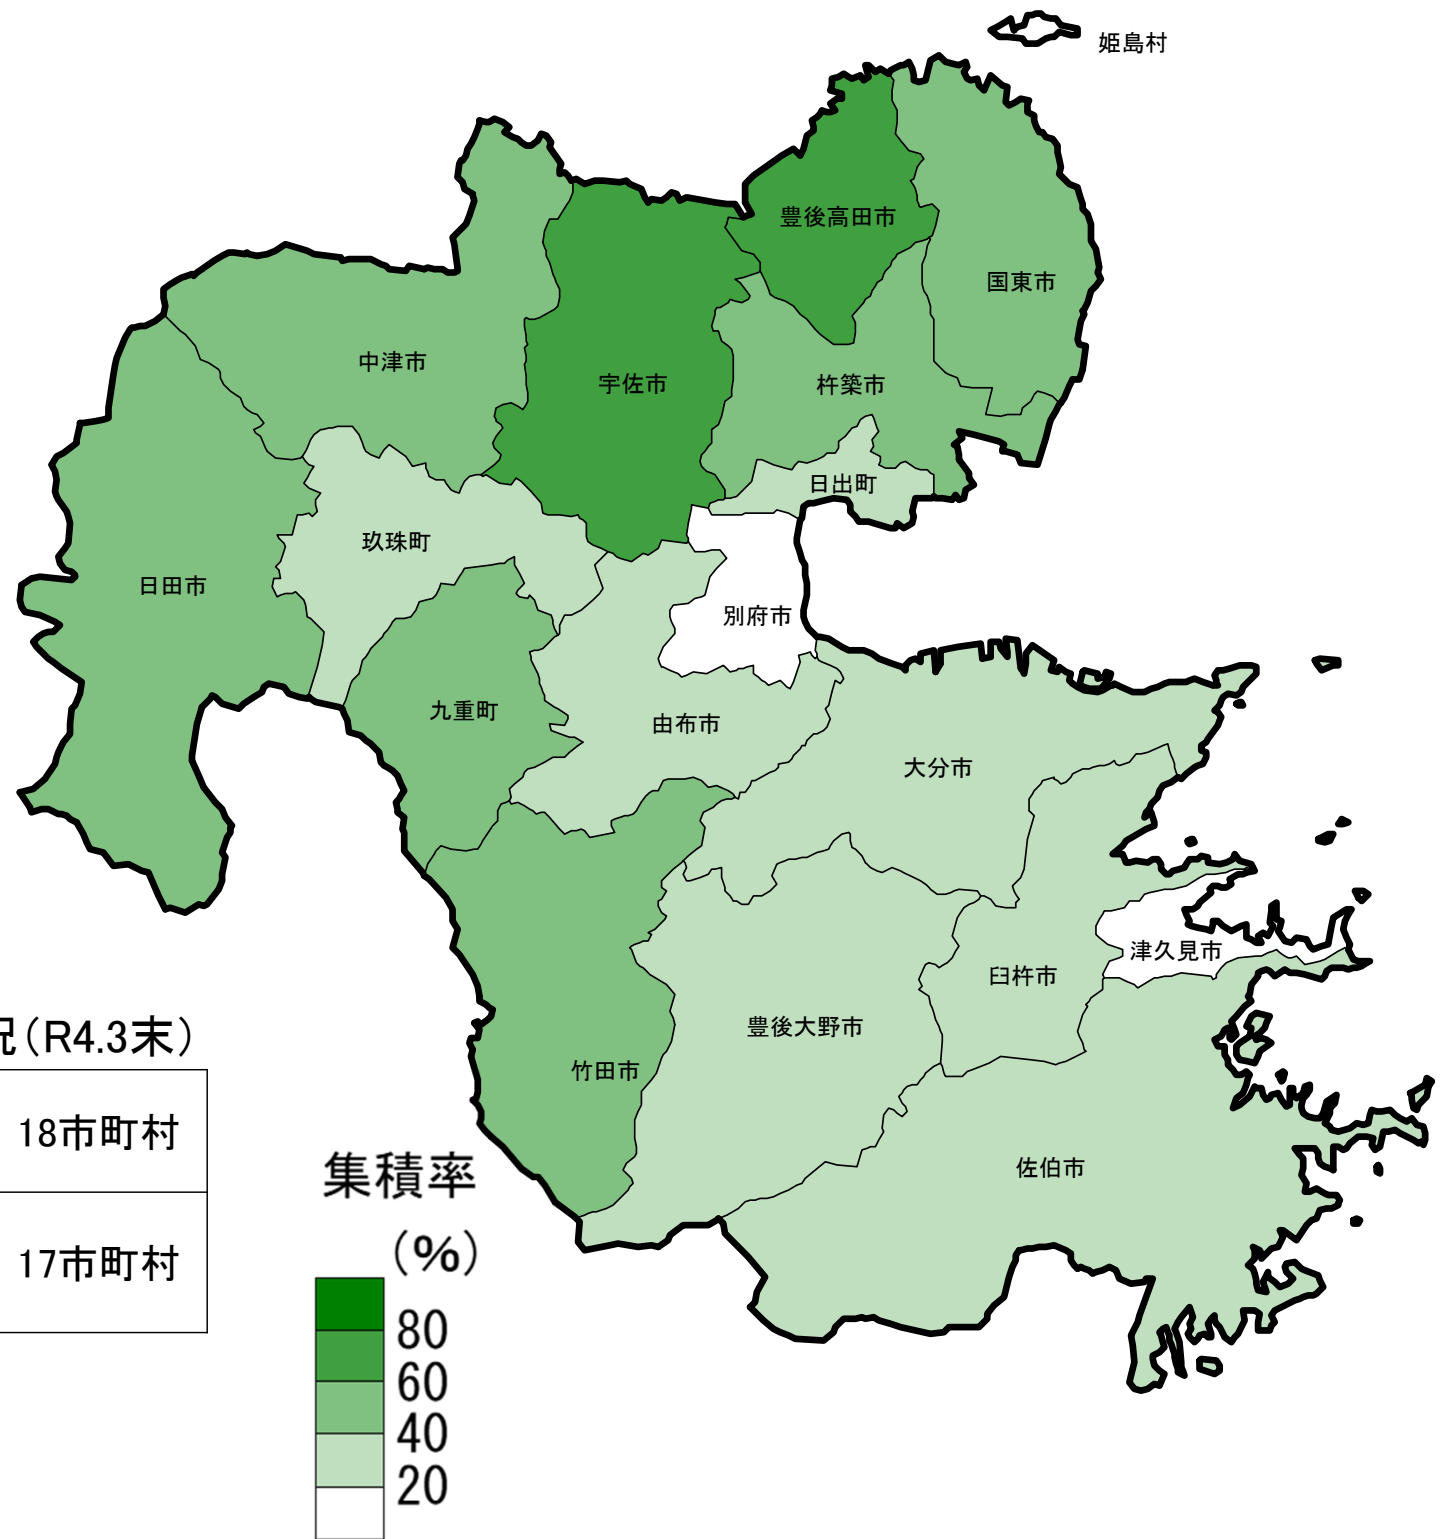 姫島村
豊後高田市
国東市
中津市
宇佐市
杵築市
日出町
玖珠町
日田市
別府市
九重町
由布市
大分市
津久見市
臼杵市
豊後大野市
竹田市
佐伯市
況(R4.3末)
18市町村
17市町村
集積率
(%)
80
60
40
20